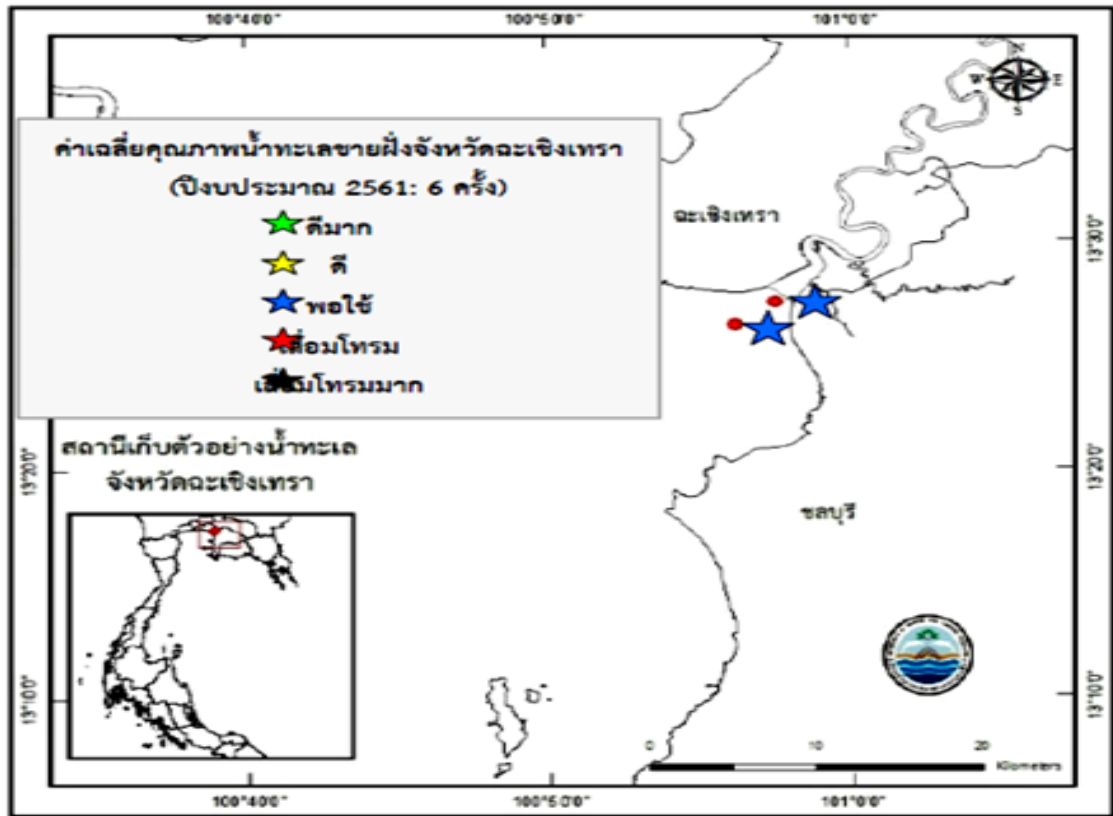 100°40'0" 100°50'0" 101°0'0"
N
W E
S
ค่าเฉลี่ยคุณภาพน้ำทะเลชายฝั่งจังหวัดฉะเชิงเทรา
(ปีงบประมาณ 2561: 6 ครั้ง)
ดีมาก
ดี
พอใช้
เสื่อมโทรม
เสื่อมโทรมมาก
ฉะเชิงเทรา
13°30'0"
สถานีเก็บตัวอย่างน้ำทะเล
จังหวัดฉะเชิงเทรา
13°20'0" 13°20'0"
ชลบุรี
13°10'0" 13°10'0"
0 10 20
Kilometers
100°40'0" 100°50'0" 101°0'0"